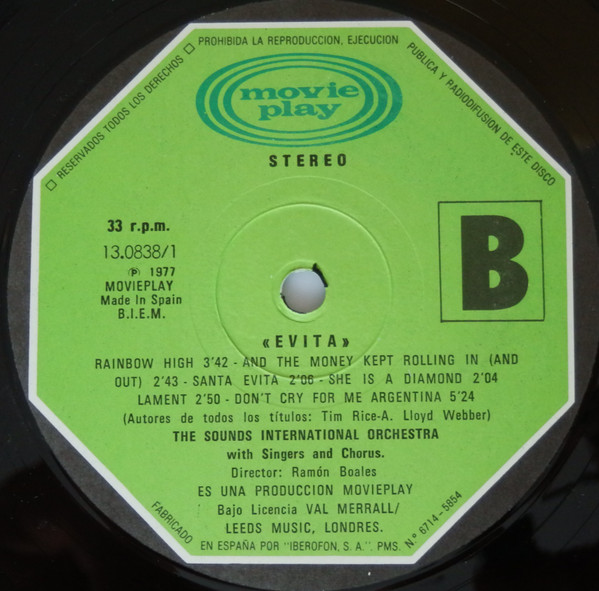 □ RESERVADOS TODOS LOS DERECHOS □ PROHIBIDA LA REPRODUCCION, EJECUCION PUBLICA Y RADIODIFUSION DE ESTE DISCO
movie
play
STEREO
33 r.p.m.
13.0838/1
Ⓟ 1977
MOVIEPLAY
Made in Spain
B.I.E.M.
B
«EVITA»
RAINBOW HIGH 3'42 - AND THE MONEY KEPT ROLLING IN (AND
OUT) 2'43 - SANTA EVITA 2'06 - SHE IS A DIAMOND 2'04
LAMENT 2'50 - DON'T CRY FOR ME ARGENTINA 5'24
(Autores de todos los títulos: Tim Rice-A. Lloyd Webber)
THE SOUNDS INTERNATIONAL ORCHESTRA
with Singers and Chorus.
Director: Ramón Boales
ES UNA PRODUCCION MOVIEPLAY
Bajo Licencia VAL MERRALL/
LEEDS MUSIC, LONDRES.
FABRICADO EN ESPAÑA POR "IBEROFON, S. A." PMS. Nº 6714-5854